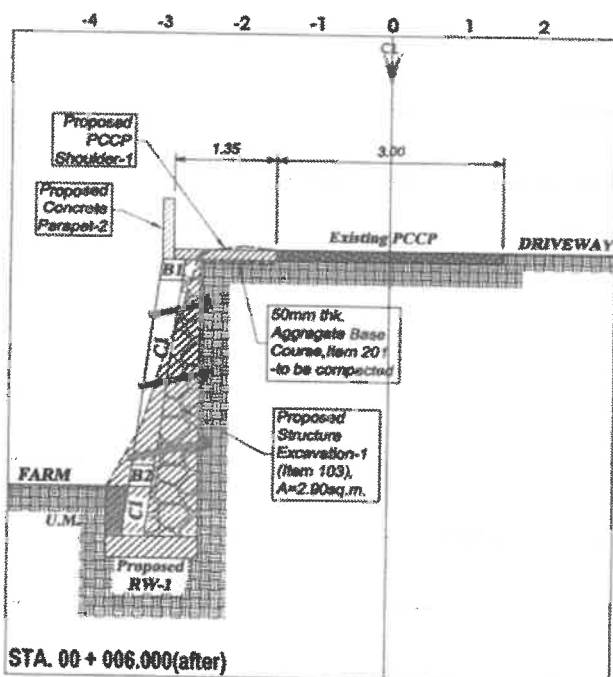 -4 -3 -2 -1 0 1 2
CL
Proposed
PCCP
Shoulder-1
1.35
3.00
Proposed
Concrete
Parapet-2
Existing PCCP
DRIVEWAY
B1
50mm thk.
Aggregate Base
Course,Item 201
-to be compacted
C1
Proposed
Structure
Excavation-1
(Item 103),
A=2.90sq.m.
FARM
B2
U.M.
C1
Proposed
RW-1
STA. 00 + 006.000(after)